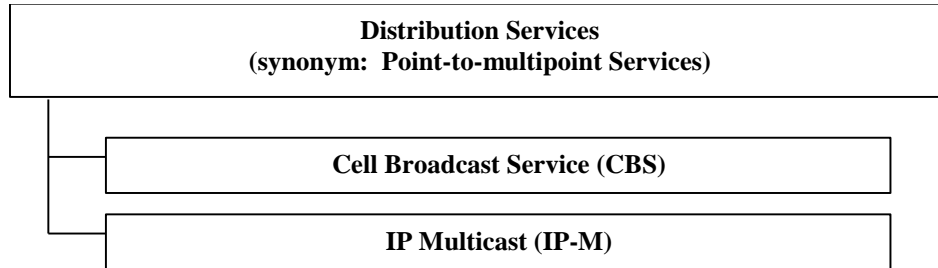 Distribution Services
(synonym: Point-to-multipoint Services)
Cell Broadcast Service (CBS)
IP Multicast (IP-M)